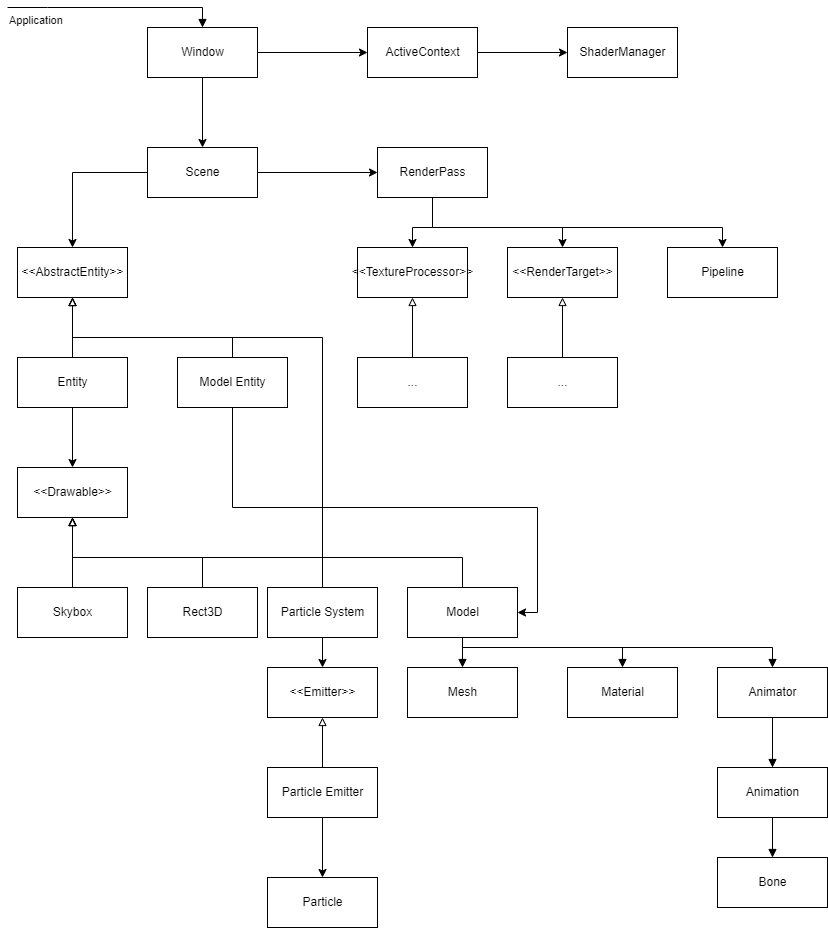 Application
Window
ActiveContext
ShaderManager
Scene
RenderPass
<<AbstractEntity>>
<<TextureProcessor>>
<<RenderTarget>>
Pipeline
Entity
Model Entity
...
...
<<Drawable>>
Skybox
Rect3D
Particle System
Model
<<Emitter>>
Mesh
Material
Animator
Particle Emitter
Animation
Bone
Particle